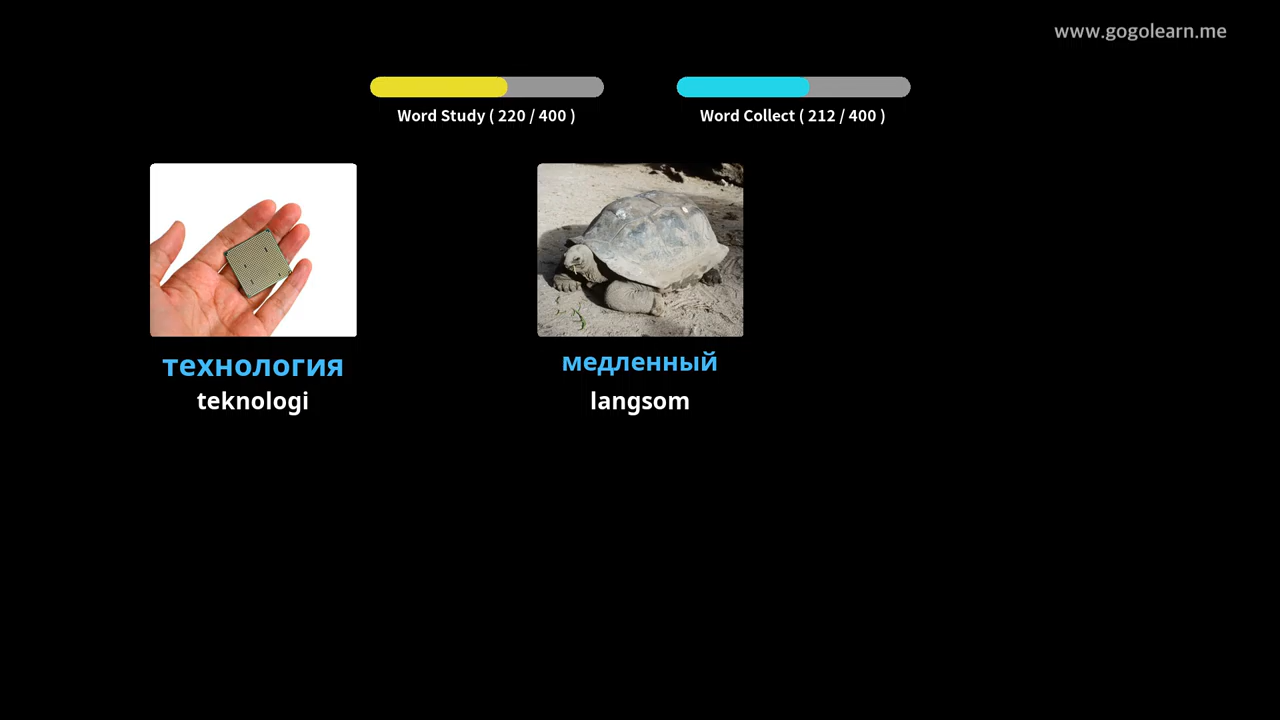 www.gogolearn.me
Word Study ( 220 / 400 )
Word Collect ( 212 / 400 )
технология
teknologi
медленный
langsom